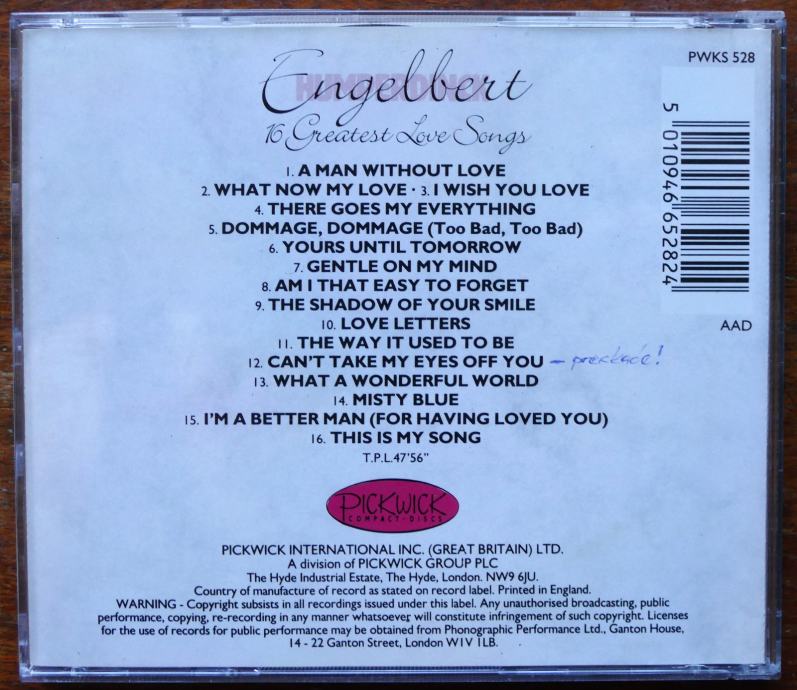 PWKS 528
HUMPERDINCK
Engelbert
16 Greatest Love Songs
1. A MAN WITHOUT LOVE
2. WHAT NOW MY LOVE · 3. I WISH YOU LOVE
4. THERE GOES MY EVERYTHING
5. DOMMAGE, DOMMAGE (Too Bad, Too Bad)
6. YOURS UNTIL TOMORROW
7. GENTLE ON MY MIND
8. AM I THAT EASY TO FORGET
9. THE SHADOW OF YOUR SMILE
10. LOVE LETTERS
11. THE WAY IT USED TO BE
12. CAN'T TAKE MY EYES OFF YOU –
13. WHAT A WONDERFUL WORLD
14. MISTY BLUE
15. I'M A BETTER MAN (FOR HAVING LOVED YOU)
16. THIS IS MY SONG
T.P.L.47'56"
5 010946 652824
AAD
PICKWICK
COMPACT·DISCS
PICKWICK INTERNATIONAL INC. (GREAT BRITAIN) LTD.
A division of PICKWICK GROUP PLC
The Hyde Industrial Estate, The Hyde, London. NW9 6JU.
Country of manufacture of record as stated on record label. Printed in England.
WARNING - Copyright subsists in all recordings issued under this label. Any unauthorised broadcasting, public
performance, copying, re-recording in any manner whatsoever will constitute infringement of such copyright. Licenses
for the use of records for public performance may be obtained from Phonographic Performance Ltd., Ganton House,
14 - 22 Ganton Street, London W1V 1LB.